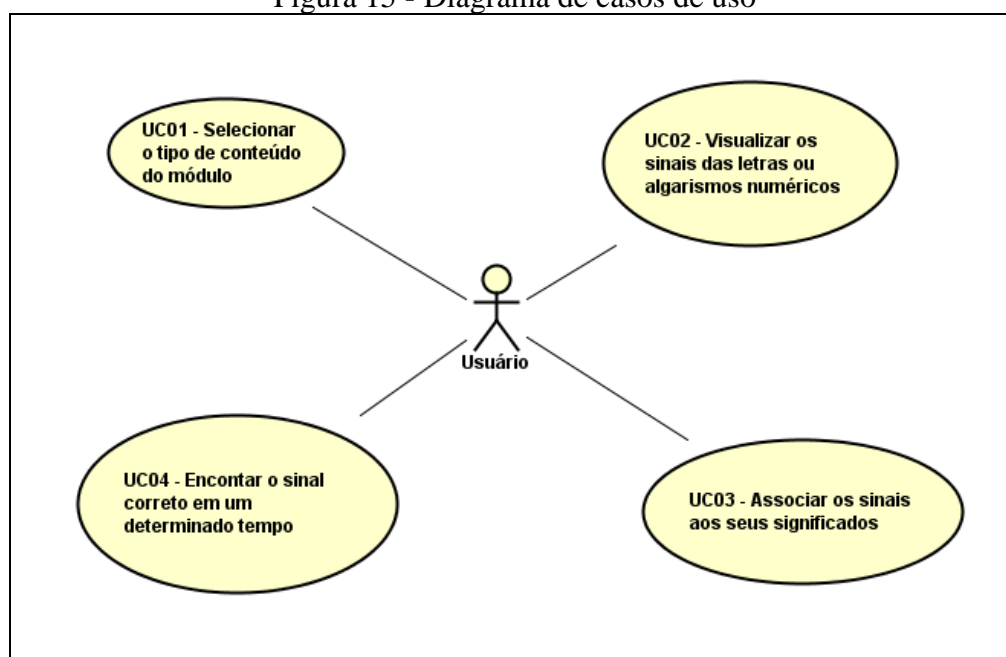 Figura 15 - Diagrama de casos de uso
UC01 - Selecionar
o tipo de conteúdo
do módulo
UC02 - Visualizar os
sinais das letras ou
algarismos numéricos
Usuário
UC04 - Encontar o sinal
correto em um
determinado tempo
UC03 - Associar os sinais
aos seus significados